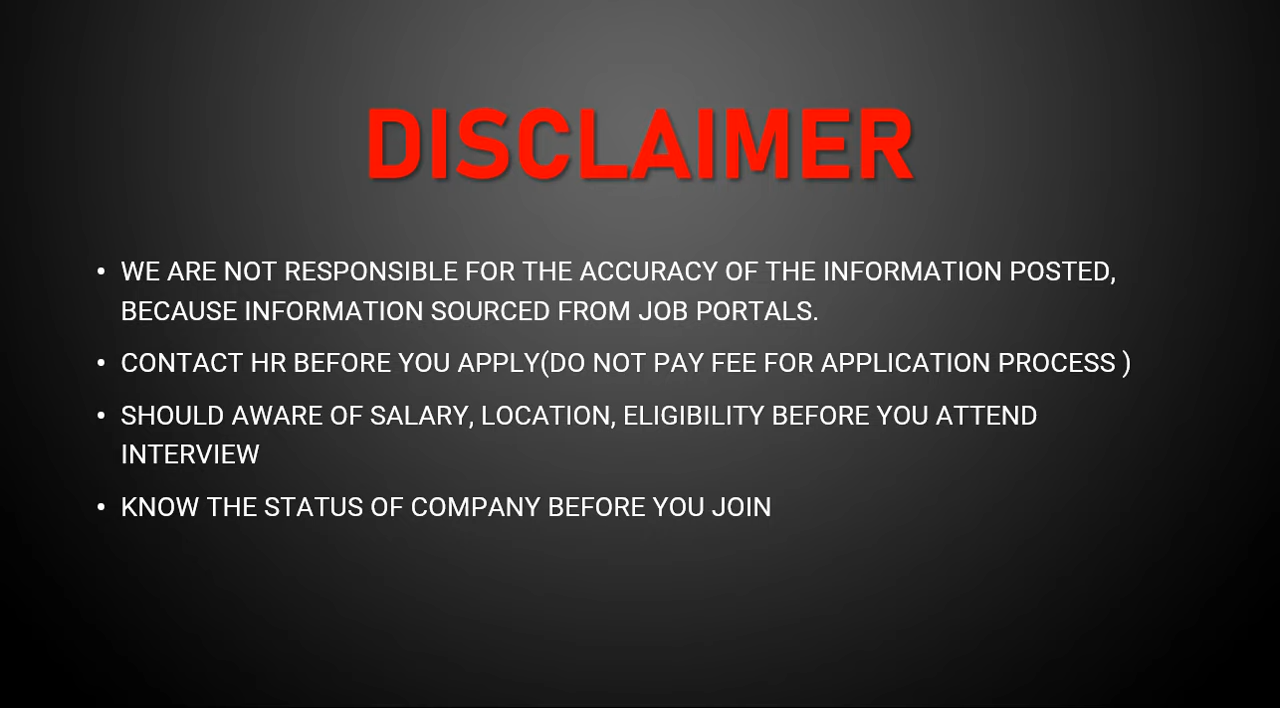 DISCLAIMER
• WE ARE NOT RESPONSIBLE FOR THE ACCURACY OF THE INFORMATION POSTED,
BECAUSE INFORMATION SOURCED FROM JOB PORTALS.
• CONTACT HR BEFORE YOU APPLY(DO NOT PAY FEE FOR APPLICATION PROCESS )
• SHOULD AWARE OF SALARY, LOCATION, ELIGIBILITY BEFORE YOU ATTEND
INTERVIEW
• KNOW THE STATUS OF COMPANY BEFORE YOU JOIN